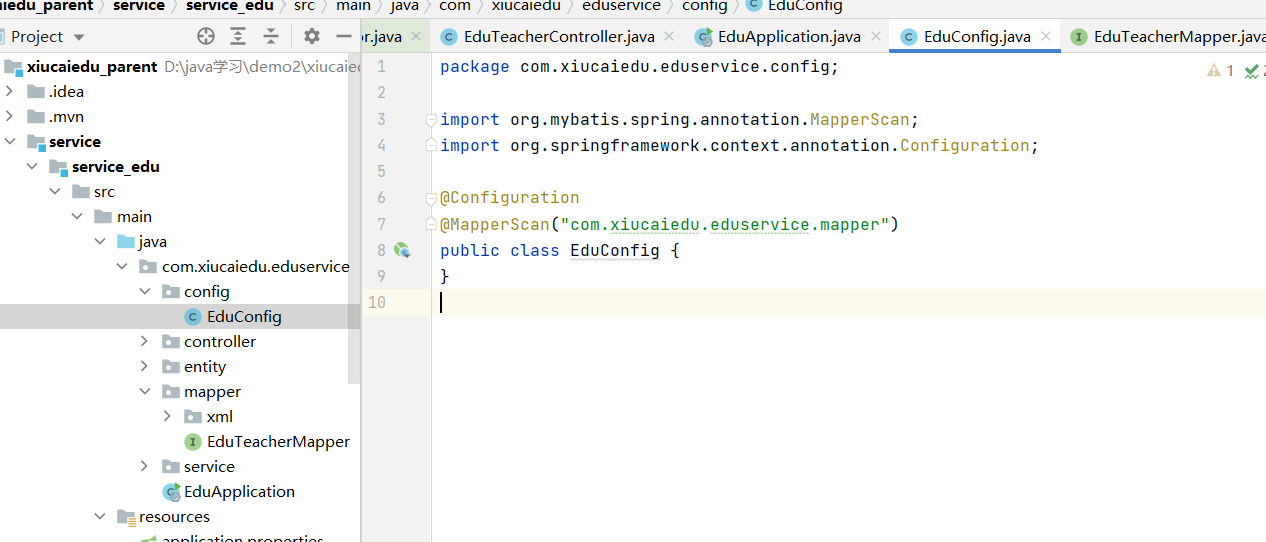 aiedu_parent 〉 service 〉 service_edu 〉 src 〉 main 〉 java 〉 com 〉 xiucaiedu 〉 eduservice 〉 config 〉 EduConfig
Project
r.java
EduTeacherController.java
EduApplication.java
EduConfig.java
EduTeacherMapper.java
xiucaiedu_parent D:\java学习\demo2\xiucaie
.idea
.mvn
service
service_edu
src
main
java
com.xiucaiedu.eduservice
config
EduConfig
controller
entity
mapper
xml
EduTeacherMapper
service
EduApplication
resources
application.properties
1 package com.xiucaiedu.eduservice.config;
2
3 import org.mybatis.spring.annotation.MapperScan;
4 import org.springframework.context.annotation.Configuration;
5
6 @Configuration
7 @MapperScan("com.xiucaiedu.eduservice.mapper")
8 public class EduConfig {
9 }
10
1 2